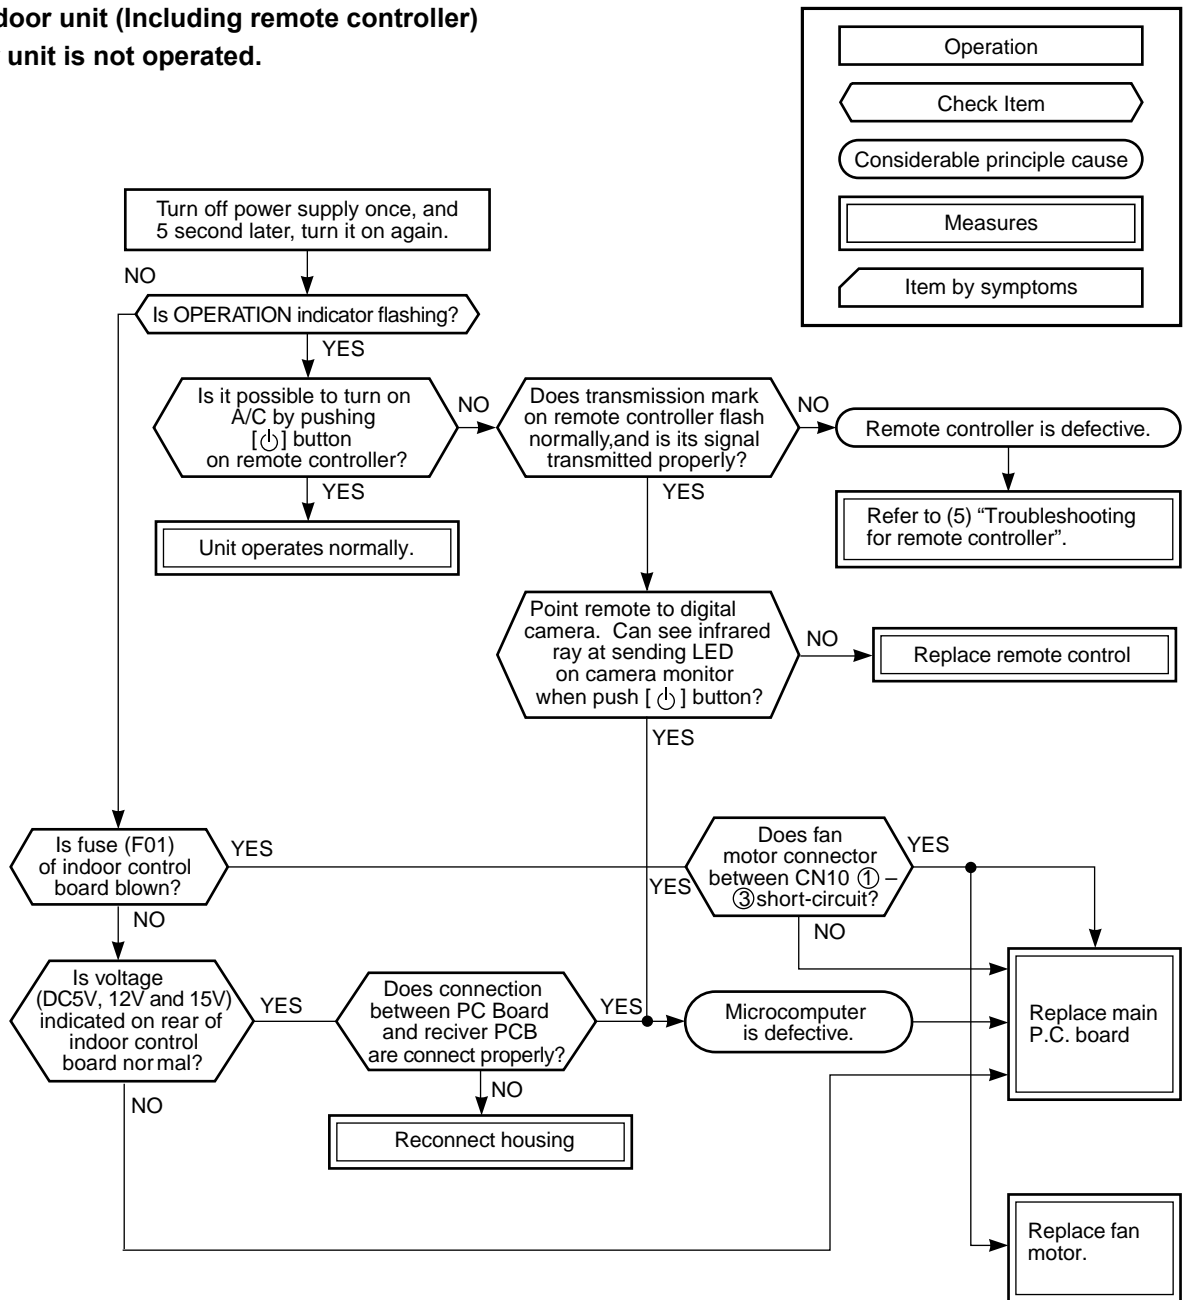 door unit (Including remote controller)
unit is not operated.
Operation
Check Item
Considerable principle cause
Measures
Item by symptoms
Turn off power supply once, and
5 second later, turn it on again.
NO
Is OPERATION indicator flashing?
YES
Is it possible to turn on
A/C by pushing
[⏻] button
on remote controller?
NO
Does transmission mark
on remote controller flash
normally,and is its signal
transmitted properly?
NO
Remote controller is defective.
YES
YES
Unit operates normally.
Refer to (5) “Troubleshooting
for remote controller”.
Point remote to digital
camera. Can see infrared
ray at sending LED
on camera monitor
when push [⏻] button?
NO
Replace remote control
YES
Is fuse (F01)
of indoor control
board blown?
YES
YES
Does fan
motor connector
between CN10 ① –
③short-circuit?
YES
NO
NO
Is voltage
(DC5V, 12V and 15V)
indicated on rear of
indoor control
board normal?
YES
Does connection
between PC Board
and reciver PCB
are connect properly?
YES
Microcomputer
is defective.
Replace main
P.C. board
NO
NO
Reconnect housing
Replace fan
motor.